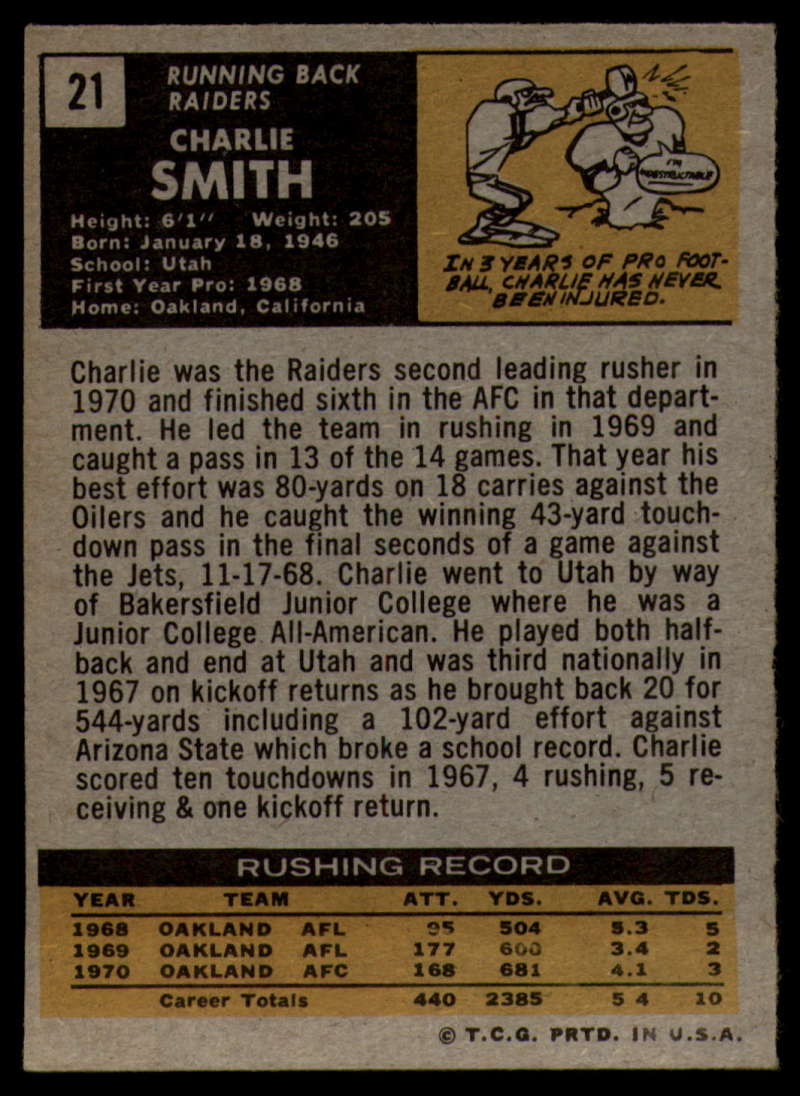 21
RUNNING BACK
RAIDERS
CHARLIE
SMITH
Height: 6'1" Weight: 205
Born: January 18, 1946
School: Utah
First Year Pro: 1968
Home: Oakland, California
I'M
INDESTRUCTABLE
IN 3 YEARS OF PRO FOOT-
BALL, CHARLIE HAS NEVER
BEEN INJURED.
Charlie was the Raiders second leading rusher in
1970 and finished sixth in the AFC in that depart-
ment. He led the team in rushing in 1969 and
caught a pass in 13 of the 14 games. That year his
best effort was 80-yards on 18 carries against the
Oilers and he caught the winning 43-yard touch-
down pass in the final seconds of a game against
the Jets, 11-17-68. Charlie went to Utah by way
of Bakersfield Junior College where he was a
Junior College All-American. He played both half-
back and end at Utah and was third nationally in
1967 on kickoff returns as he brought back 20 for
544-yards including a 102-yard effort against
Arizona State which broke a school record. Charlie
scored ten touchdowns in 1967, 4 rushing, 5 re-
ceiving & one kickoff return.
RUSHING RECORD
YEAR TEAM ATT. YDS. AVG. TDS.
1968 OAKLAND AFL 95 504 5.3 5
1969 OAKLAND AFL 177 600 3.4 2
1970 OAKLAND AFC 168 681 4.1 3
Career Totals 440 2385 5 4 10
© T.C.G. PRTD. IN U.S.A.